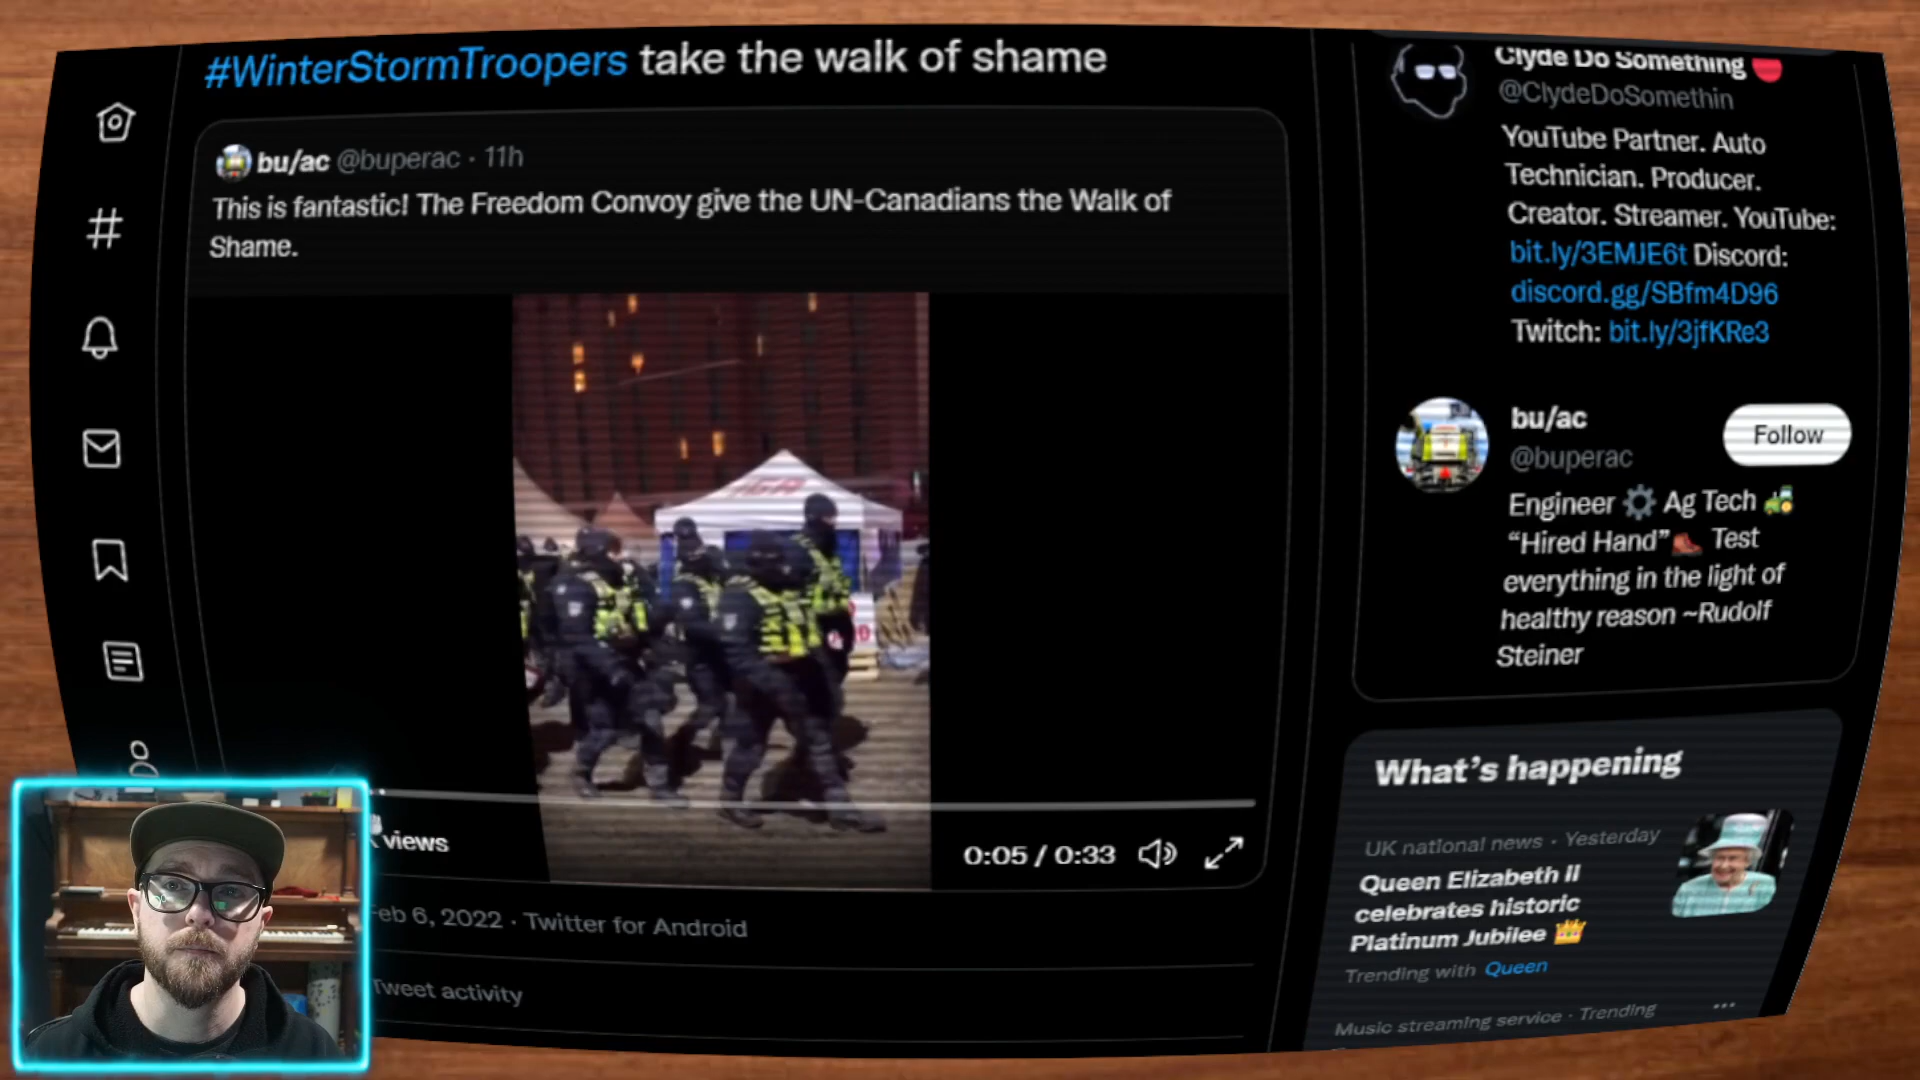 #WinterStormTroopers take the walk of shame
bu/ac @buperac · 11h
This is fantastic! The Freedom Convoy give the UN-Canadians the Walk of
Shame.
views
0:05 / 0:33
Feb 6, 2022 · Twitter for Android
Tweet activity
Clyde Do Something
@ClydeDoSomethin
YouTube Partner. Auto
Technician. Producer.
Creator. Streamer. YouTube:
bit.ly/3EMJE6t Discord:
discord.gg/SBfm4D96
Twitch: bit.ly/3jfKRe3
bu/ac
@buperac
Follow
Engineer ⚙️ Ag Tech 🚜
“Hired Hand”🥾 Test
everything in the light of
healthy reason ~Rudolf
Steiner
What’s happening
UK national news · Yesterday
Queen Elizabeth II
celebrates historic
Platinum Jubilee 👑
Trending with Queen
Music streaming service · Trending